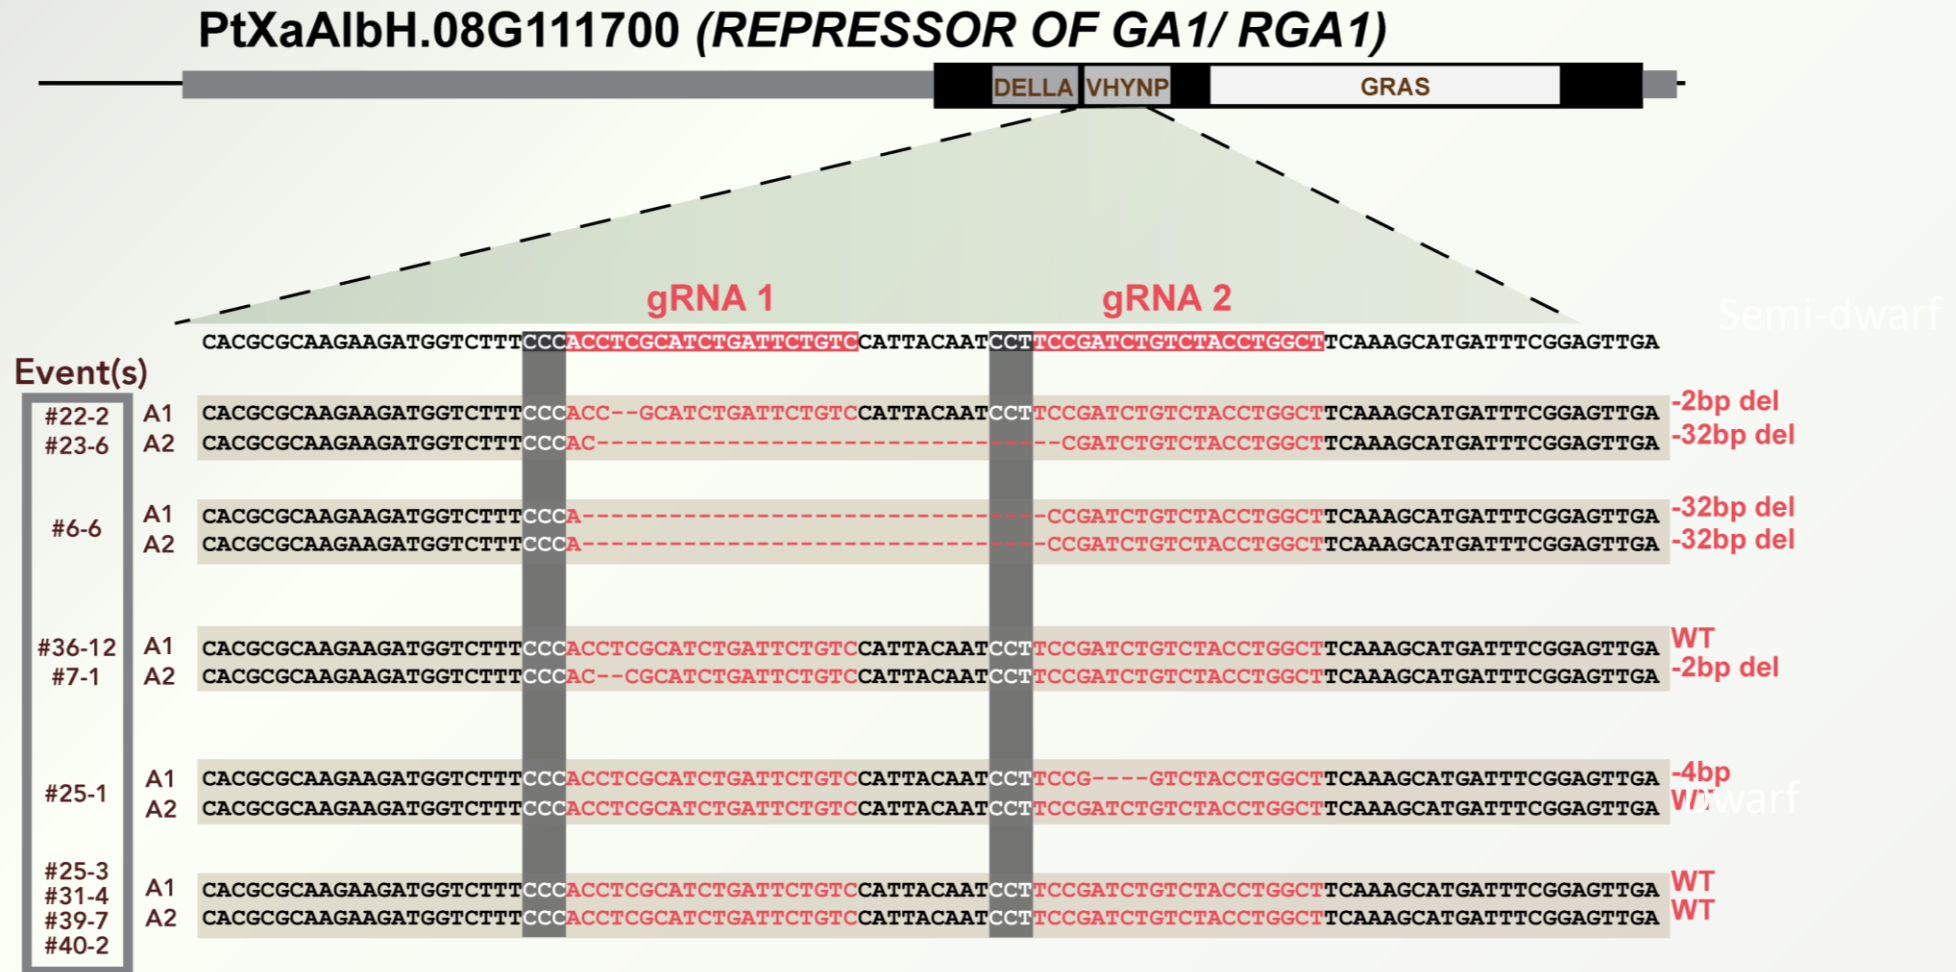 PtXaAlbH.08G111700 (REPRESSOR OF GA1/ RGA1)
DELLA VHYNP GRAS
gRNA 1 gRNA 2
Semi-dwarf
CACGCGCAAGAAGATGGTCTTTCCCACCTCGCATCTGATTCTGTCCATTACAATCCTTCCGATCTGTCTACCTGGCTTCAAAGCATGATTTCGGAGTTGA
Event(s)
#22-2 A1 CACGCGCAAGAAGATGGTCTTTCCCACC--GCATCTGATTCTGTCCATTACAATCCTTCCGATCTGTCTACCTGGCTTCAAAGCATGATTTCGGAGTTGA -2bp del
#23-6 A2 CACGCGCAAGAAGATGGTCTTTCCCAC--------------------------------CGATCTGTCTACCTGGCTTCAAAGCATGATTTCGGAGTTGA -32bp del
#6-6
A1 CACGCGCAAGAAGATGGTCTTTCCCA--------------------------------CCGATCTGTCTACCTGGCTTCAAAGCATGATTTCGGAGTTGA -32bp del
A2 CACGCGCAAGAAGATGGTCTTTCCCA--------------------------------CCGATCTGTCTACCTGGCTTCAAAGCATGATTTCGGAGTTGA -32bp del
#36-12 A1 CACGCGCAAGAAGATGGTCTTTCCCACCTCGCATCTGATTCTGTCCATTACAATCCTTCCGATCTGTCTACCTGGCTTCAAAGCATGATTTCGGAGTTGA WT
#7-1 A2 CACGCGCAAGAAGATGGTCTTTCCCAC--CGCATCTGATTCTGTCCATTACAATCCTTCCGATCTGTCTACCTGGCTTCAAAGCATGATTTCGGAGTTGA -2bp del
#25-1
A1 CACGCGCAAGAAGATGGTCTTTCCCACCTCGCATCTGATTCTGTCCATTACAATCCTTCCG----GTCTACCTGGCTTCAAAGCATGATTTCGGAGTTGA -4bp
A2 CACGCGCAAGAAGATGGTCTTTCCCACCTCGCATCTGATTCTGTCCATTACAATCCTTCCGATCTGTCTACCTGGCTTCAAAGCATGATTTCGGAGTTGA WT
Dwarf
#25-3
#31-4
#39-7
#40-2
A1 CACGCGCAAGAAGATGGTCTTTCCCACCTCGCATCTGATTCTGTCCATTACAATCCTTCCGATCTGTCTACCTGGCTTCAAAGCATGATTTCGGAGTTGA WT
A2 CACGCGCAAGAAGATGGTCTTTCCCACCTCGCATCTGATTCTGTCCATTACAATCCTTCCGATCTGTCTACCTGGCTTCAAAGCATGATTTCGGAGTTGA WT